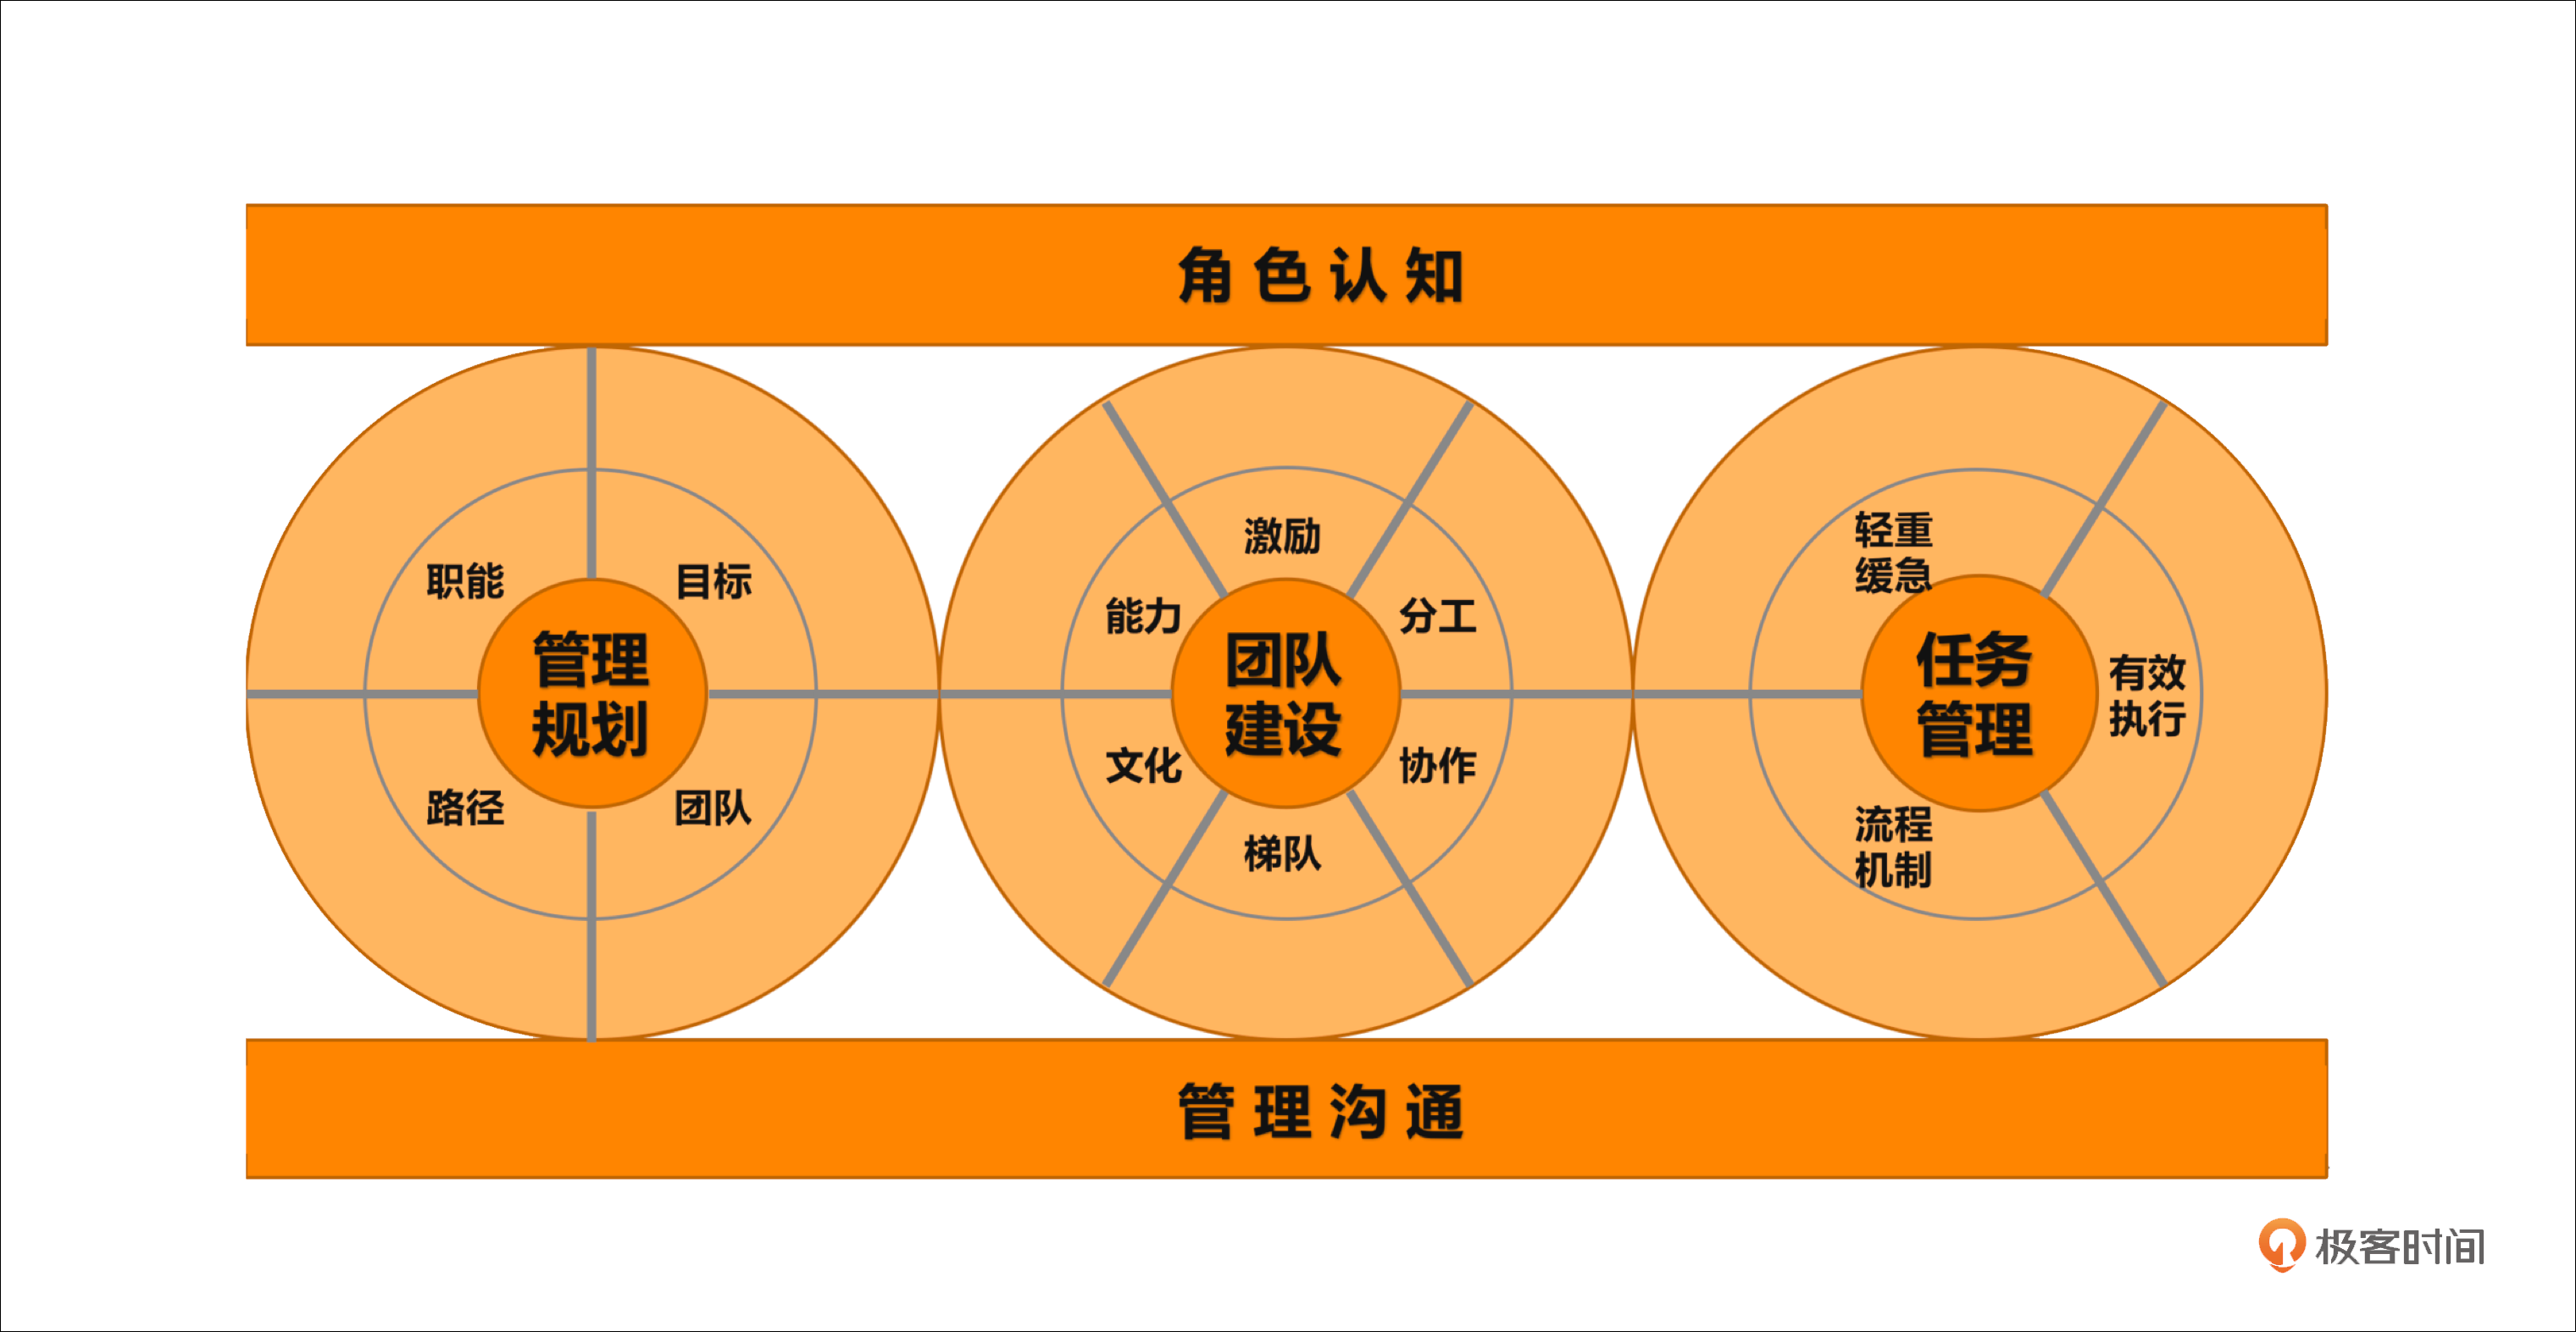 角色认知
职能
目标
管理
规划
路径
团队
激励
能力
分工
团队
建设
文化
协作
梯队
轻重
缓急
任务
管理
有效
执行
流程
机制
管理沟通
极客时间